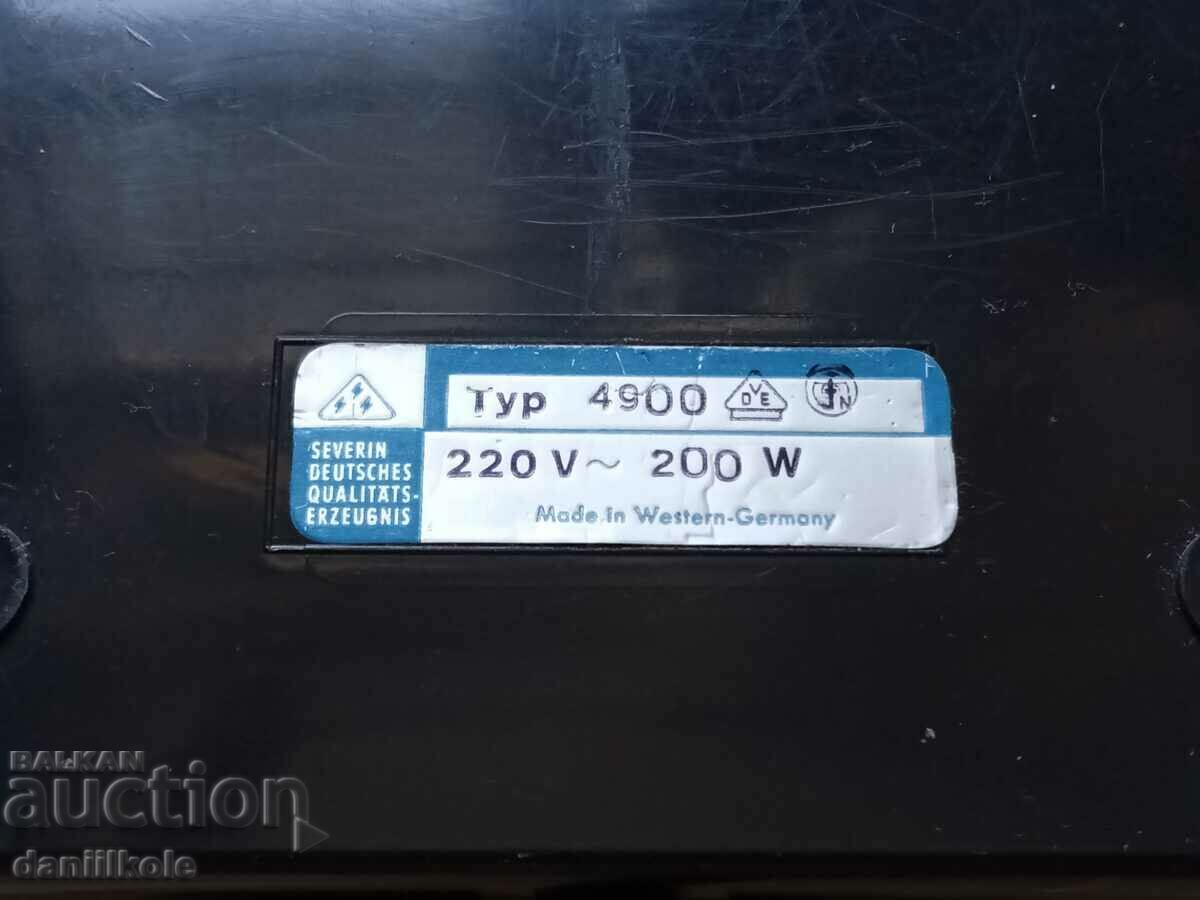 Typ 4900 VDE
SEVERIN
DEUTSCHES
QUALITÄTS-
ERZEUGNIS
220 V~ 200 W
Made in Western-Germany
BALKAN
auction
daniilkole